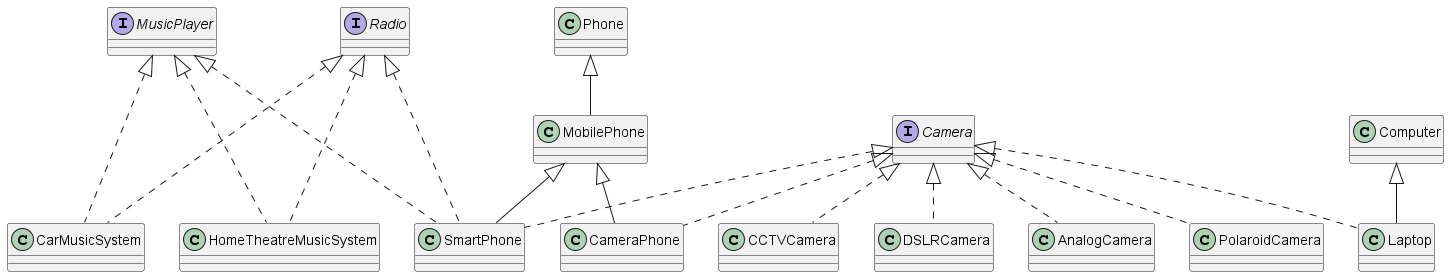 I MusicPlayer
I Radio
C Phone
C MobilePhone
I Camera
C Computer
C CarMusicSystem
C HomeTheatreMusicSystem
C SmartPhone
C CameraPhone
C CCTVCamera
C DSLRCamera
C AnalogCamera
C PolaroidCamera
C Laptop